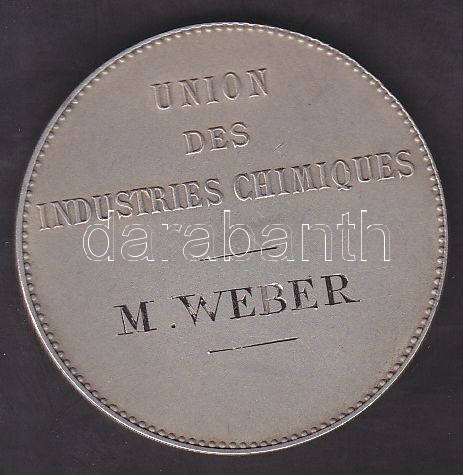 UNION
DES
INDUSTRIES CHIMIQUES
darabanth
M. WEBER